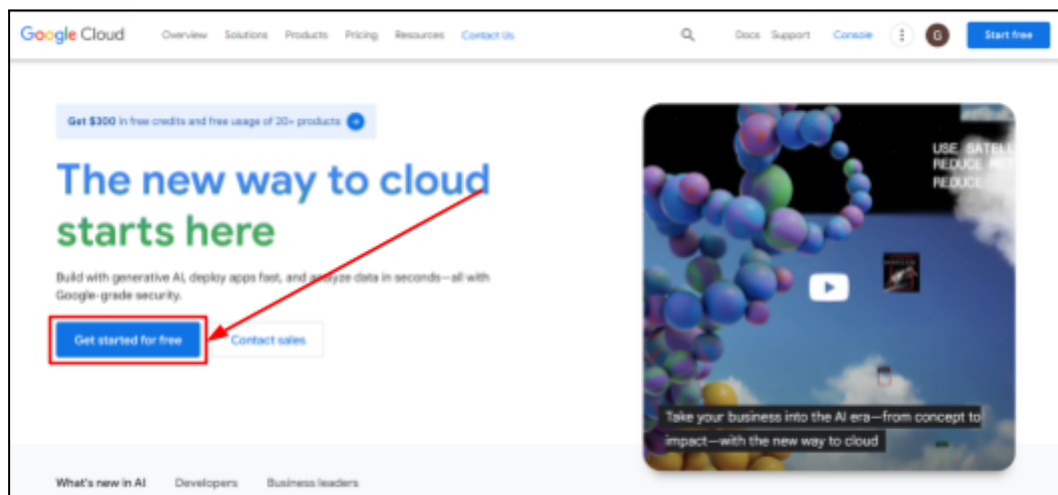 Google Cloud Overview Solutions Products Pricing Resources Contact Us Docs Support Console G Start free
Get $300 in free credits and free usage of 20+ products
The new way to cloud
starts here
Build with generative AI, deploy apps fast, and analyze data in seconds—all with
Google-grade security.
Get started for free Contact sales
USE SATELL
REDUCE
REDUCE
Take your business into the AI era—from concept to
impact—with the new way to cloud
What's new in AI Developers Business leaders